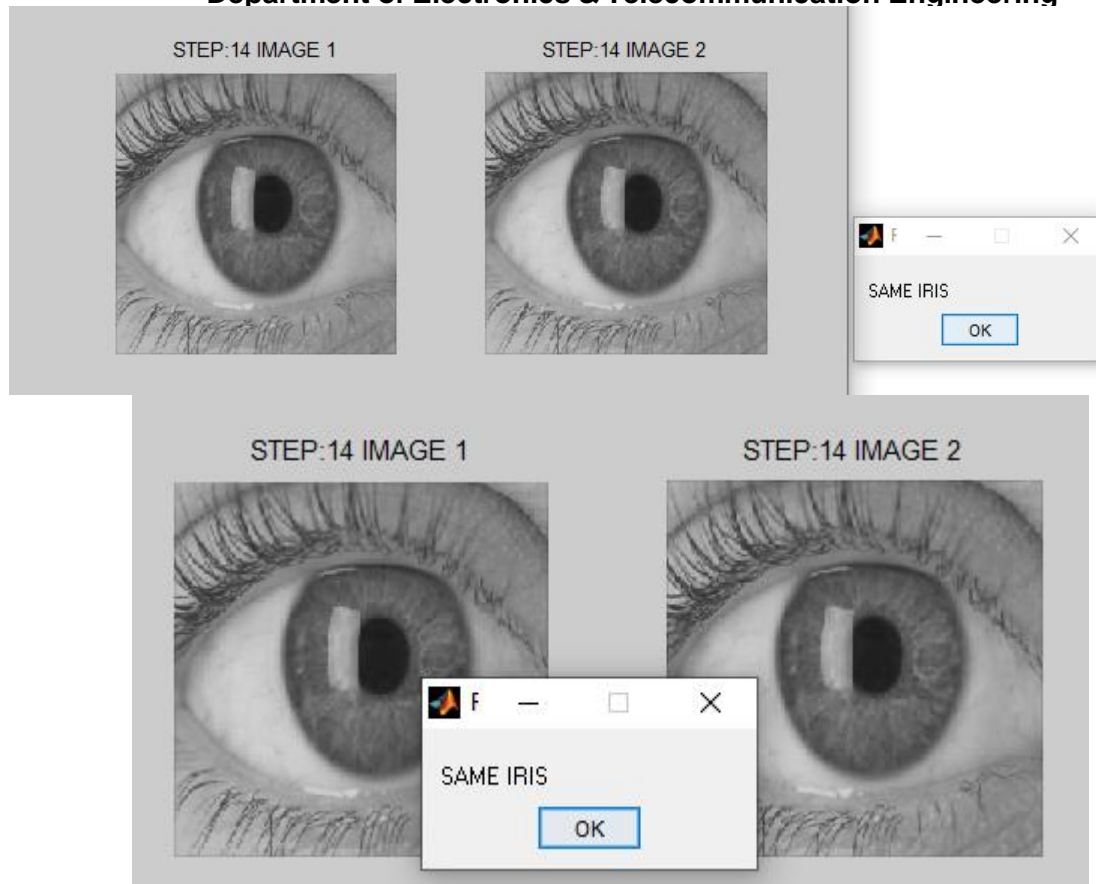 Department of Electronics & Telecommunication Engineering
STEP:14 IMAGE 1
STEP:14 IMAGE 2
F
SAME IRIS
OK
STEP:14 IMAGE 1
STEP:14 IMAGE 2
F
SAME IRIS
OK